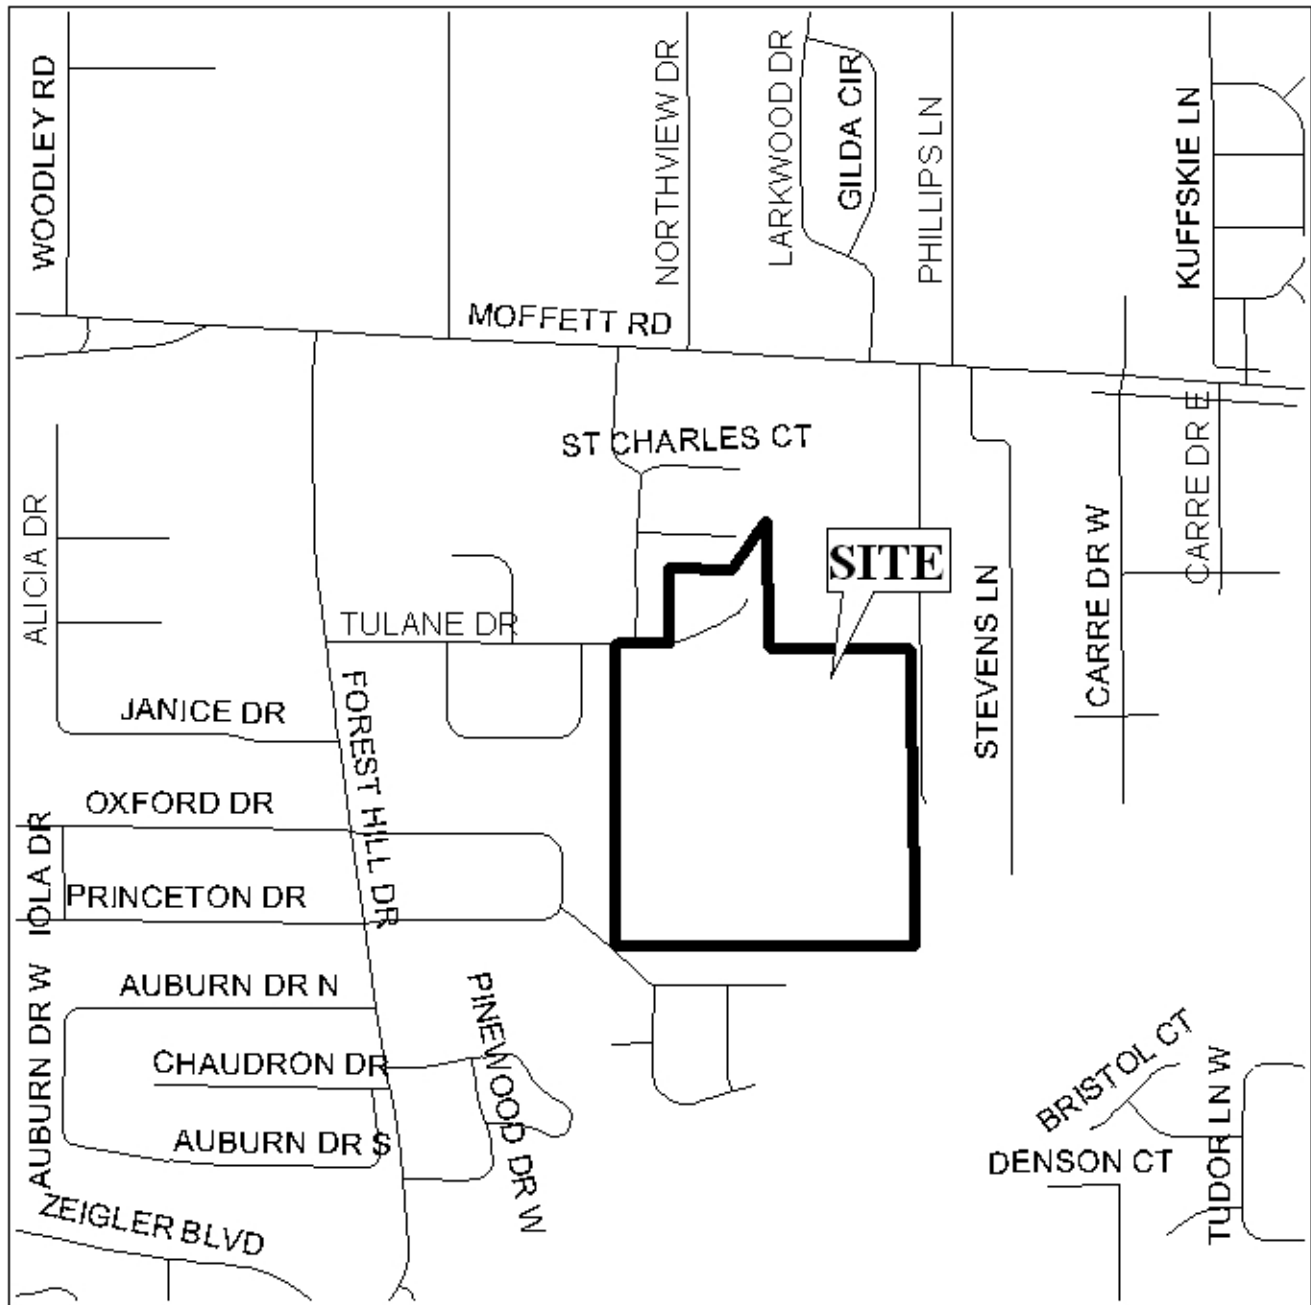 WOODLEY RD
NORTHVIEW DR
LARKWOOD DR
GILDA CIR
PHILLIPS LN
KUFFSKIE LN
MOFFETT RD
ST CHARLES CT
ALICIA DR
SITE
STEVENS LN
CARRE DR W
CARRE DR E
TULANE DR
JANICE DR
FOREST HILL DR
OXFORD DR
IOLA DR
PRINCETON DR
AUBURN DR W
AUBURN DR N
PINEWOOD DR W
CHAUDRON DR
AUBURN DR S
BRISTOL CT
DENSON CT
TUDOR LN W
ZEIGLER BLVD